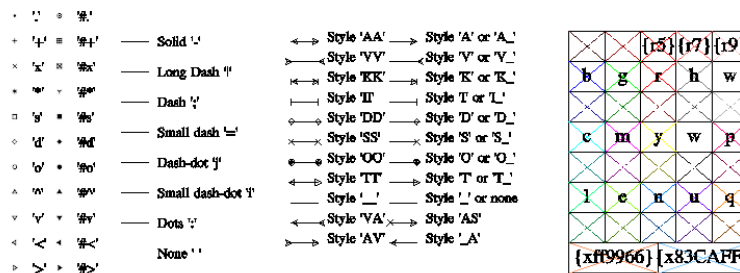 '.' '#.'
'+' '#+'
'x' '#x'
'*' '#*'
's' '#s'
'd' '#d'
'o' '#o'
'^' '#^'
'v' '#v'
'<' '#<'
'>' '#>'
Solid '-'
Long Dash '|'
Dash ';'
Small dash '='
Dash-dot 'j'
Small dash-dot 'i'
Dots ':'
None ' '
Style 'AA' Style 'A' or 'A_'
Style 'VV' Style 'V' or 'V_'
Style 'KK' Style 'K' or 'K_'
Style 'II' Style 'I' or 'I_'
Style 'DD' Style 'D' or 'D_'
Style 'SS' Style 'S' or 'S_'
Style 'OO' Style 'O' or 'O_'
Style 'TT' Style 'T' or 'T_'
Style '__' Style '_' or none
Style 'VA' Style 'AS'
Style 'AV' Style '_A'
{r5} {r7} {r9
b g r h w
c m y w p
l e n u q
{xff9966} {x83CAFF